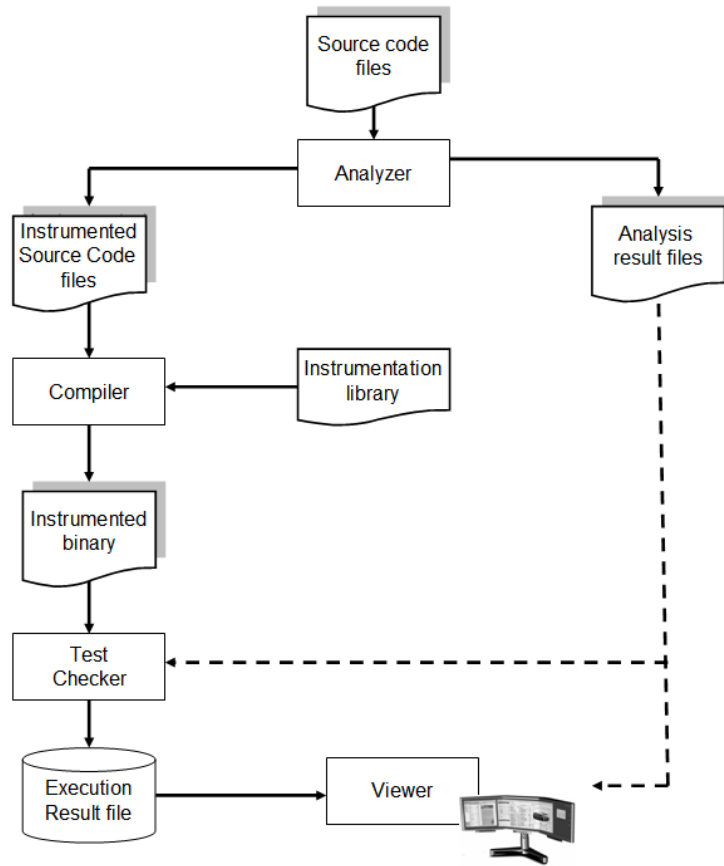 Source code
files
Analyzer
Instrumented
Source Code
files
Analysis
result files
Compiler
Instrumentation
library
Instrumented
binary
Test
Checker
Execution
Result file
Viewer